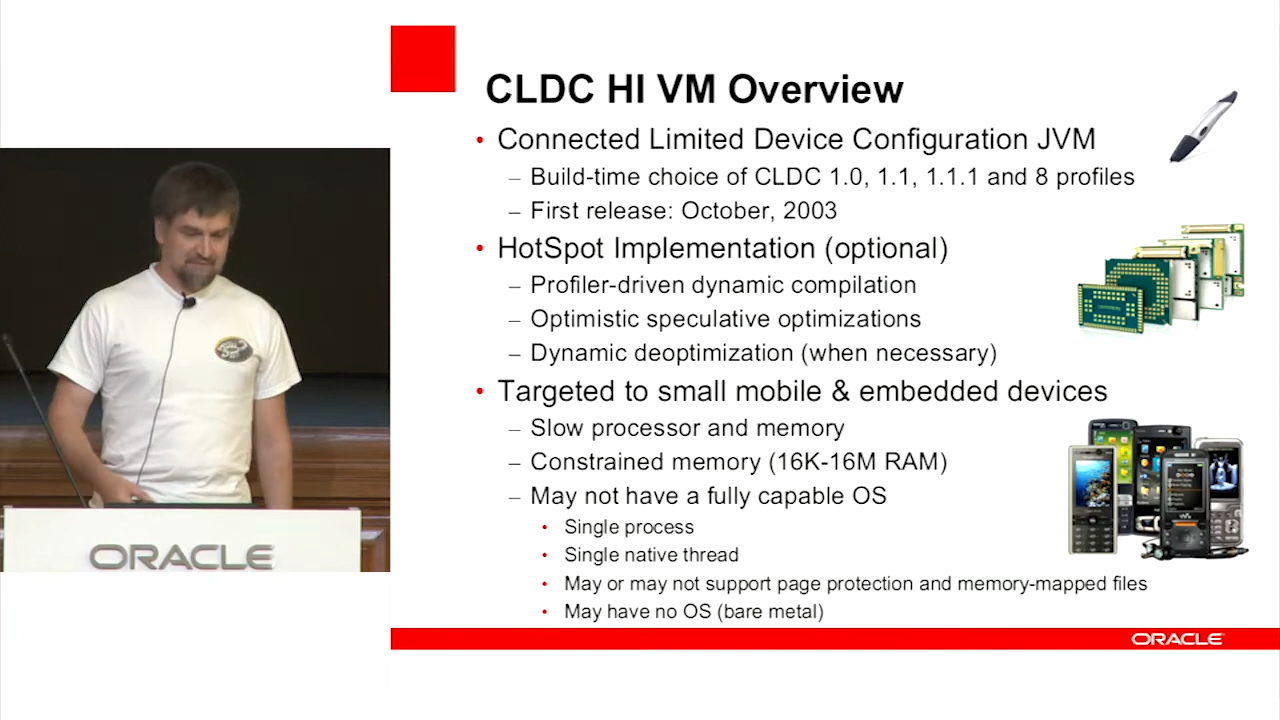 CLDC HI VM Overview
• Connected Limited Device Configuration JVM
– Build-time choice of CLDC 1.0, 1.1, 1.1.1 and 8 profiles
– First release: October, 2003
• HotSpot Implementation (optional)
– Profiler-driven dynamic compilation
– Optimistic speculative optimizations
– Dynamic deoptimization (when necessary)
• Targeted to small mobile & embedded devices
– Slow processor and memory
– Constrained memory (16K-16M RAM)
– May not have a fully capable OS
• Single process
• Single native thread
• May or may not support page protection and memory-mapped files
• May have no OS (bare metal)
ORACLE
ORACLE